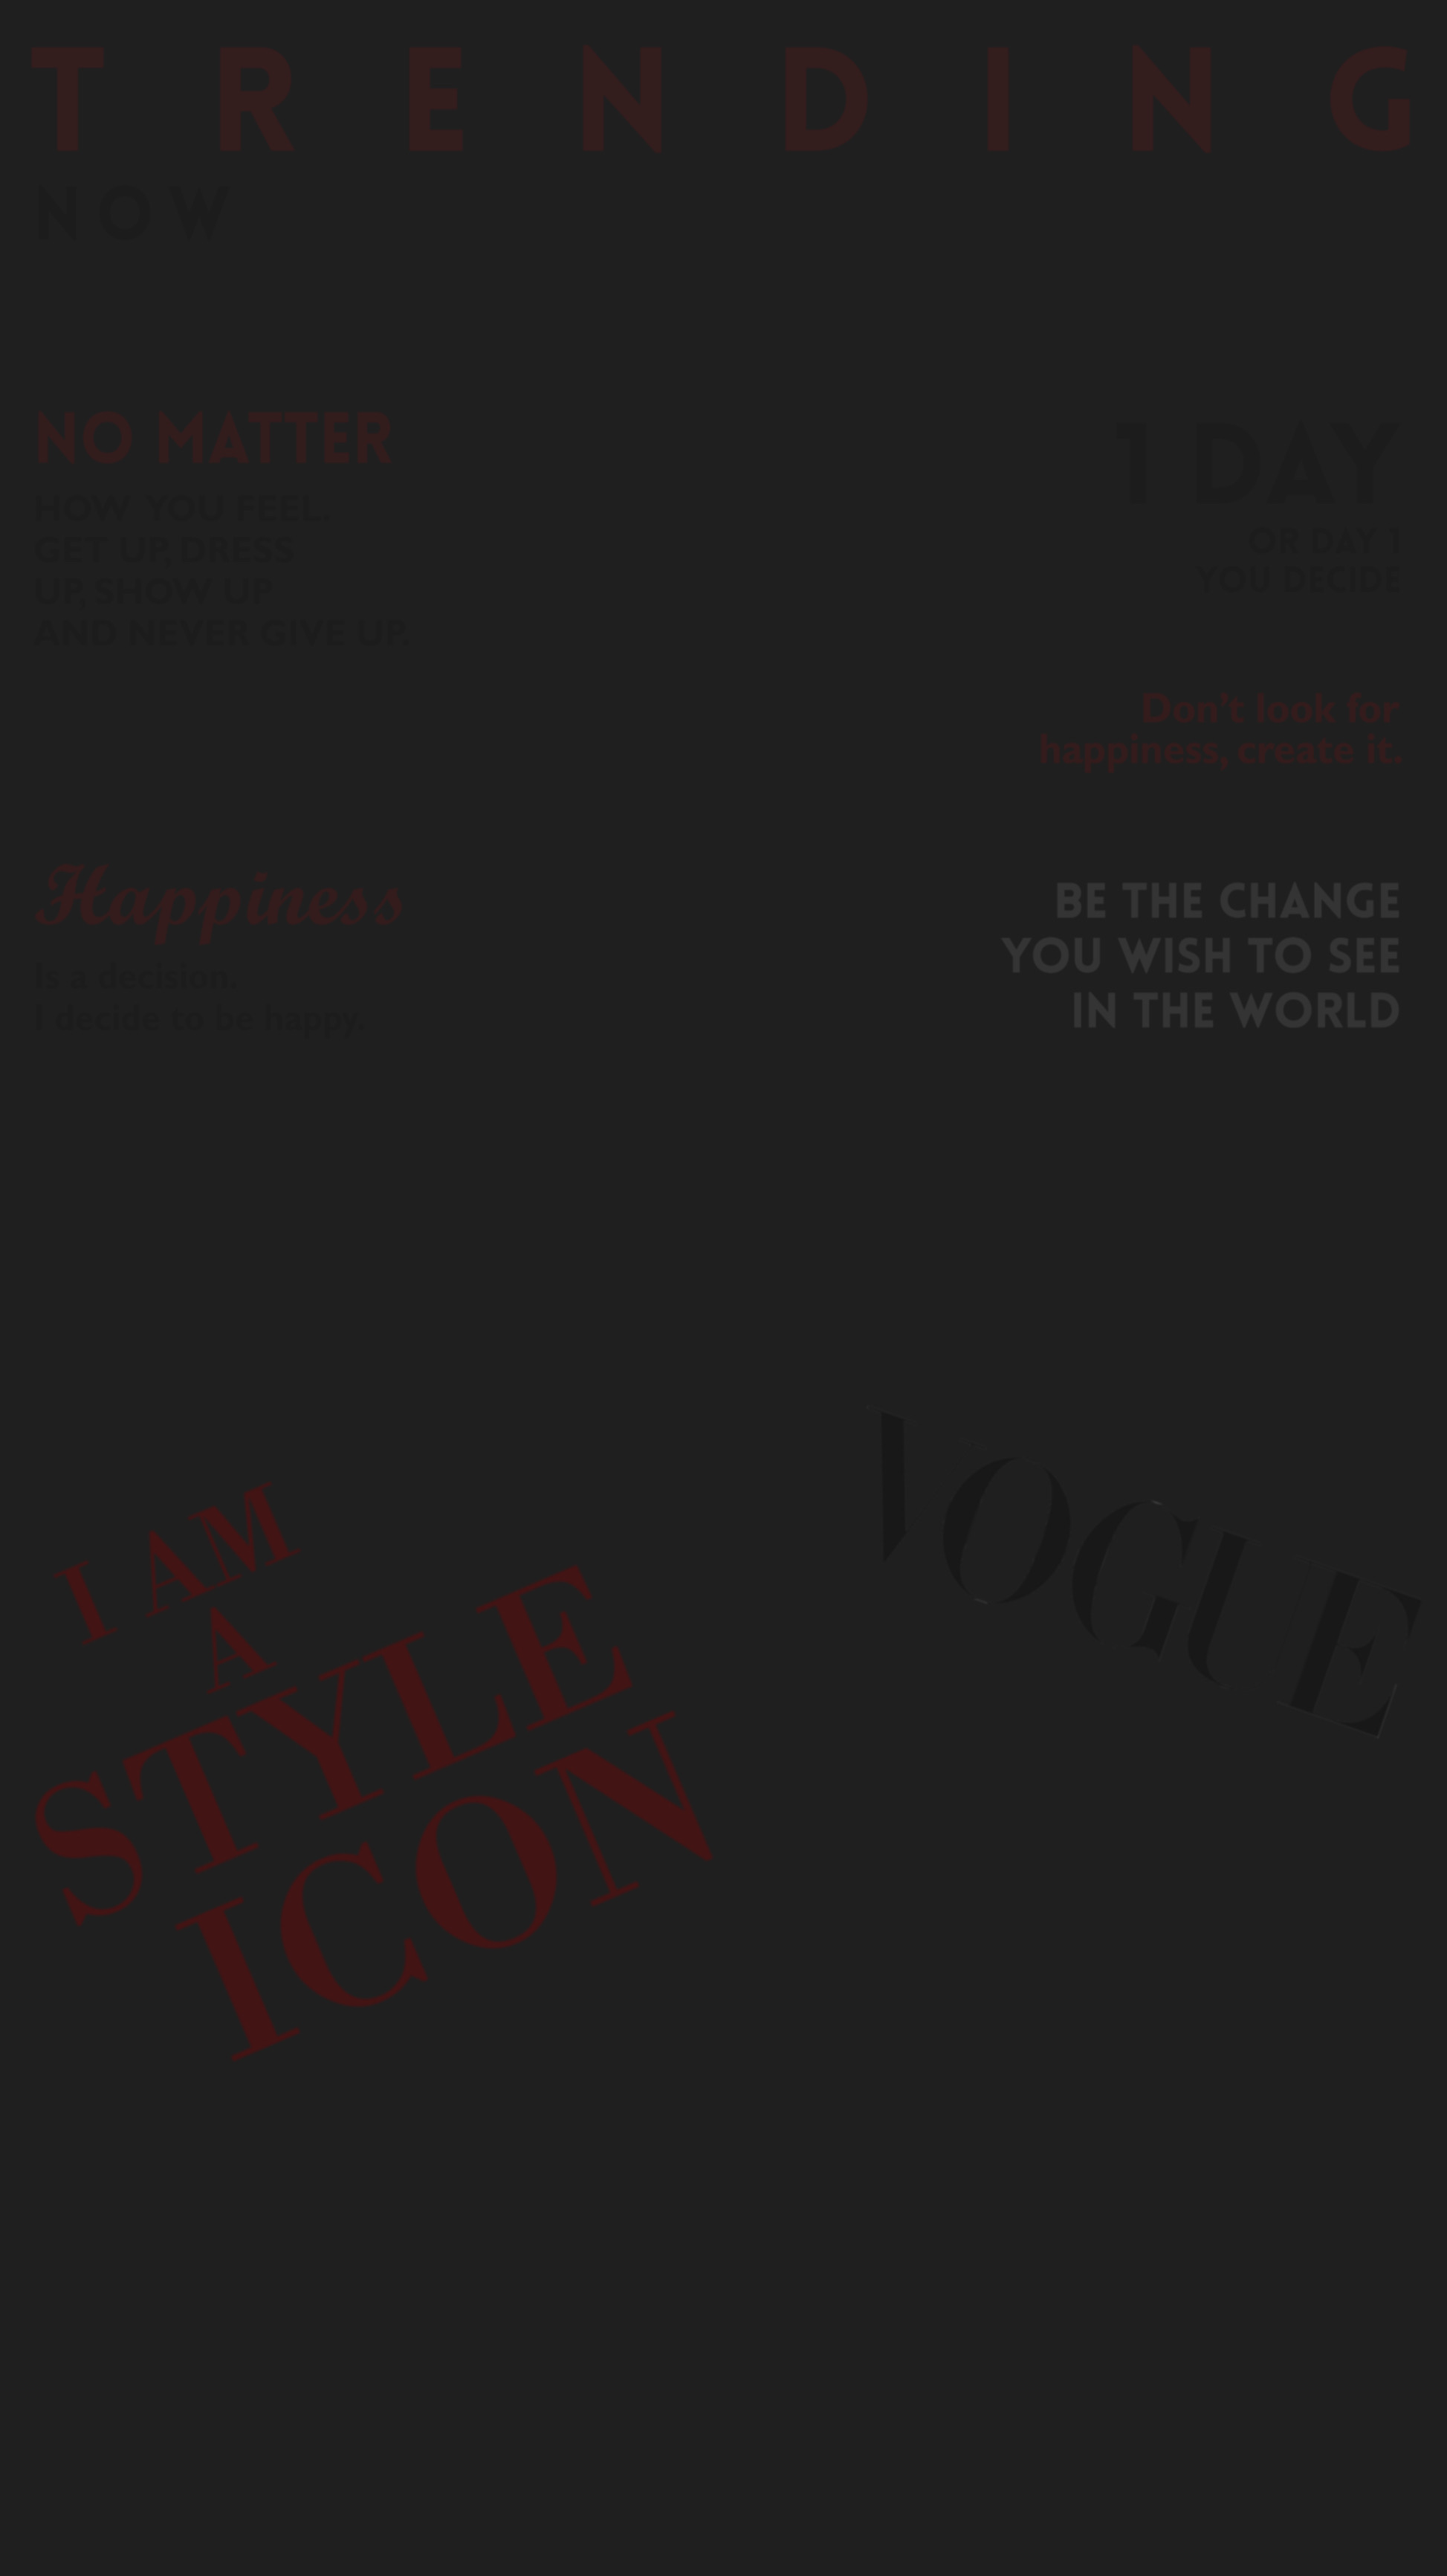 TRENDING
NOW
NO MATTER
HOW YOU FEEL.
GET UP, DRESS
UP, SHOW UP
AND NEVER GIVE UP.
1 DAY
OR DAY 1
YOU DECIDE
Don't look for
happiness, create it.
Happiness
Is a decision.
I decide to be happy.
BE THE CHANGE
YOU WISH TO SEE
IN THE WORLD
VOGUE
I AM
A
STYLE
ICON